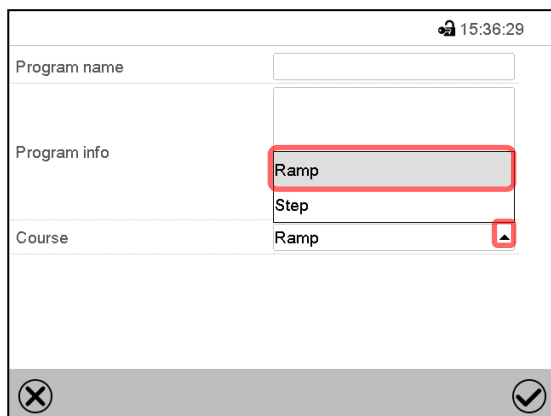 15:36:29
Program name
Program info
Ramp
Step
Course
Ramp